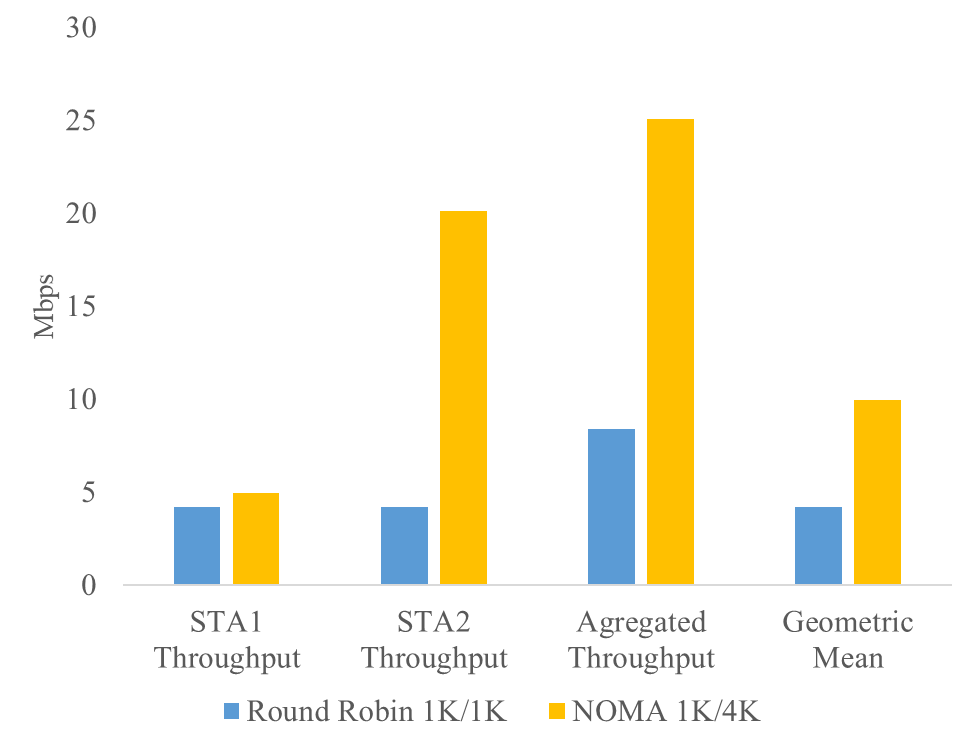 30
25
20
15
10
5
0
Mbps
STA1
Throughput
STA2
Throughput
Agregated
Throughput
Geometric
Mean
Round Robin 1K/1K
NOMA 1K/4K